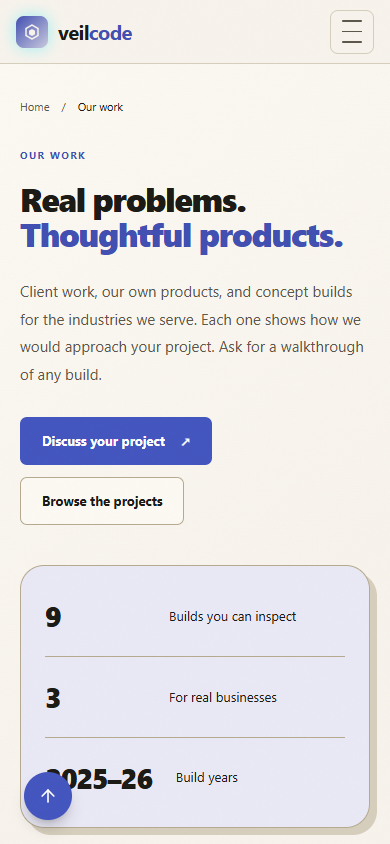 veilcode
Home / Our work
OUR WORK
Real problems.
Thoughtful products.
Client work, our own products, and concept builds
for the industries we serve. Each one shows how we
would approach your project. Ask for a walkthrough
of any build.
Discuss your project ↗
Browse the projects
9 Builds you can inspect
3 For real businesses
2025–26 Build years